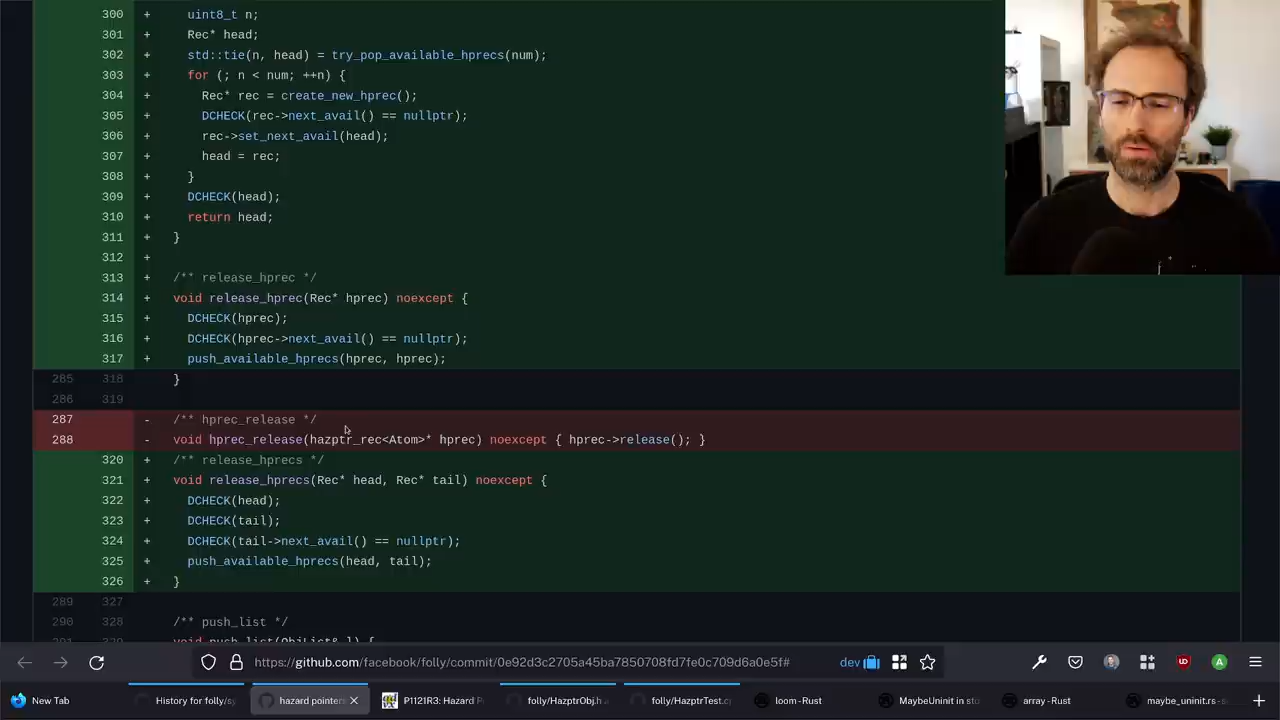 300 + uint8_t n;
301 + Rec* head;
302 + std::tie(n, head) = try_pop_available_hprecs(num);
303 + for (; n < num; ++n) {
304 + Rec* rec = create_new_hprec();
305 + DCHECK(rec->next_avail() == nullptr);
306 + rec->set_next_avail(head);
307 + head = rec;
308 + }
309 + DCHECK(head);
310 + return head;
311 + }
312 +
313 + /** release_hprec */
314 + void release_hprec(Rec* hprec) noexcept {
315 + DCHECK(hprec);
316 + DCHECK(hprec->next_avail() == nullptr);
317 + push_available_hprecs(hprec, hprec);
285 318 }
286 319
287 - /** hprec_release */
288 - void hprec_release(hazptr_rec<Atom>* hprec) noexcept { hprec->release(); }
320 + /** release_hprecs */
321 + void release_hprecs(Rec* head, Rec* tail) noexcept {
322 + DCHECK(head);
323 + DCHECK(tail);
324 + DCHECK(tail->next_avail() == nullptr);
325 + push_available_hprecs(head, tail);
326 + }
289 327
290 328 /** push_list */
291 329 void push_list(ObjList& l) {
https://github.com/facebook/folly/commit/0e92d3c2705a45ba7850708fd7fe0c709d6a0e5f# dev
New Tab History for folly/sy hazard pointers P1121R3: Hazard P folly/HazptrObj.h folly/HazptrTest.c loom - Rust MaybeUninit in st array - Rust maybe_uninit.rs - s